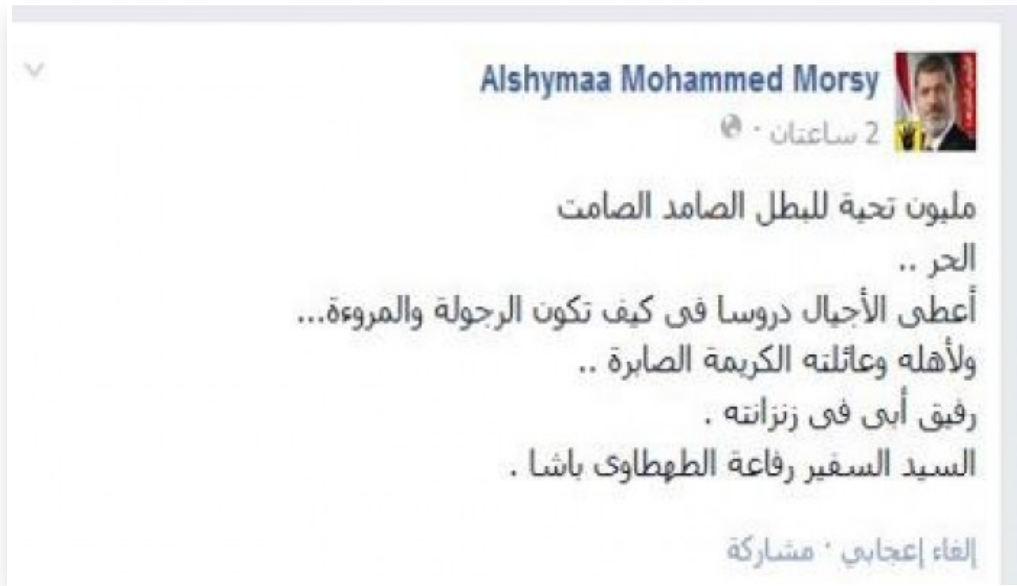 Alshymaa Mohammed Morsy
2 ساعتان ·
مليون تحية للبطل الصامد الصامت
الحر ..
أعطى الأجيال دروسا فى كيف تكون الرجولة والمروءة...
ولأهله وعائلته الكريمة الصابرة ..
رفيق أبى فى زنزانته .
السيد السفير رفاعة الطهطاوى باشا .
إلغاء إعجابي · مشاركة